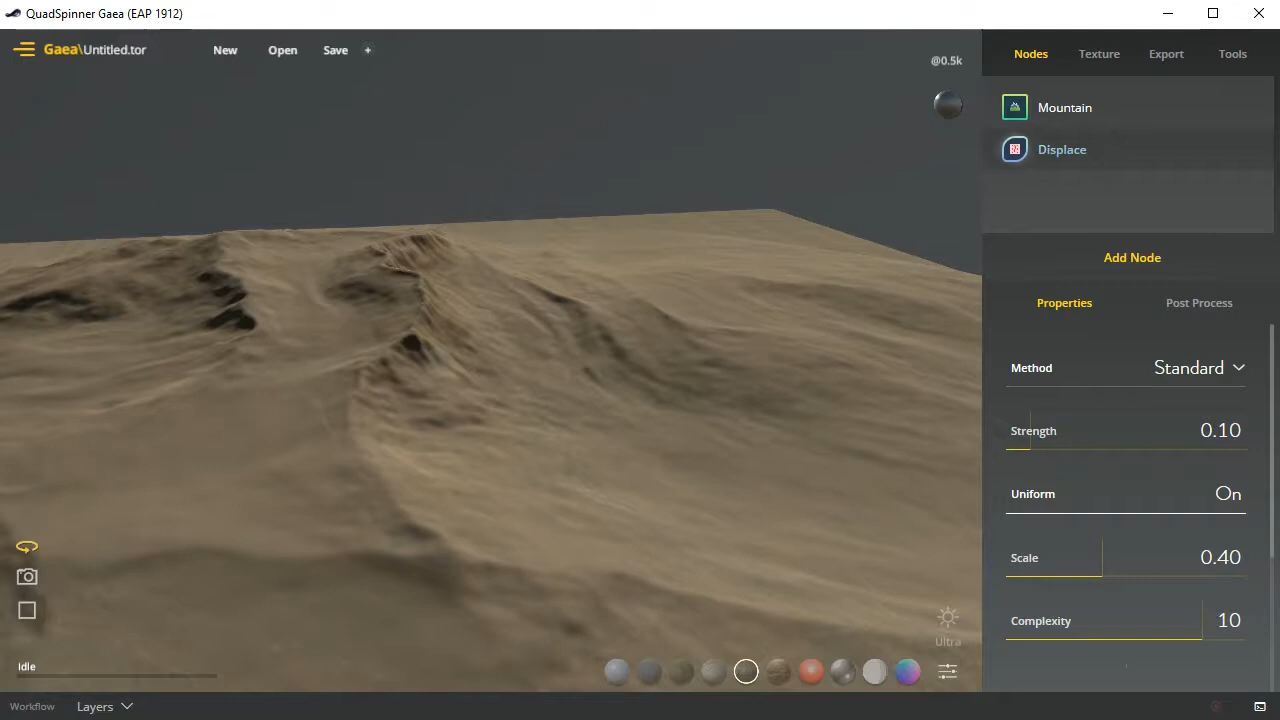 QuadSpinner Gaea (EAP 1912)
Gaea\Untitled.tor
New
Open
Save
+
@0.5k
Nodes
Texture
Export
Tools
Mountain
Displace
Add Node
Properties
Post Process
Method
Standard
Strength
0.10
Uniform
On
Scale
0.40
Complexity
10
Ultra
Idle
Workflow
Layers